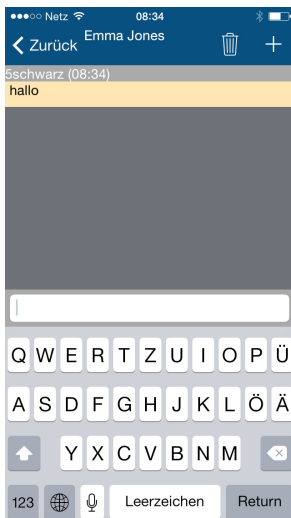 Netz 08:34
Zurück Emma Jones
5schwarz (08:34)
hallo
Q W E R T Z U I O P Ü
A S D F G H J K L Ö Ä
Y X C V B N M
123 Leerzeichen Return